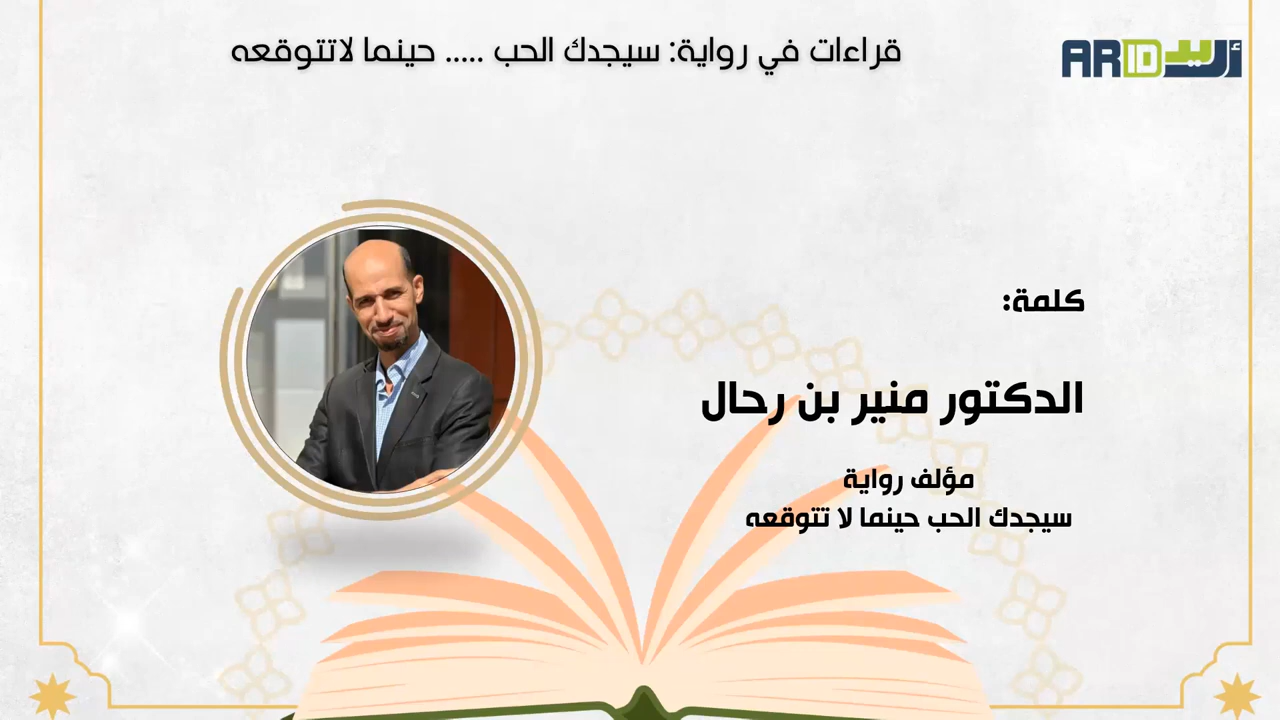 قراءات في رواية: سيجدك الحب ..... حينما لاتتوقعه
ARID أريد
كلمة:
الدكتور منير بن رحال
مؤلف رواية
سيجدك الحب حينما لا تتوقعه